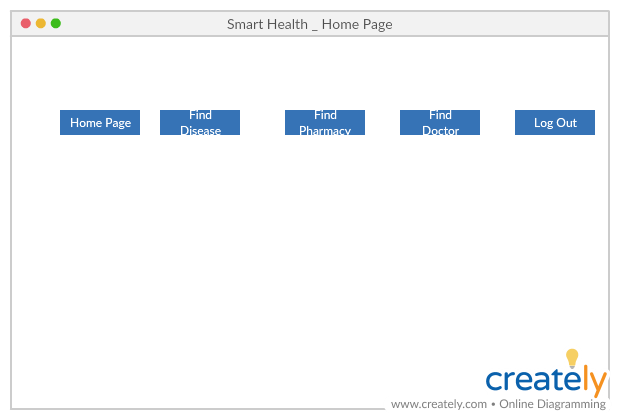 Smart Health _ Home Page
Home Page
Find
Disease
Find
Pharmacy
Find
Doctor
Log Out
creately
www.creately.com • Online Diagramming